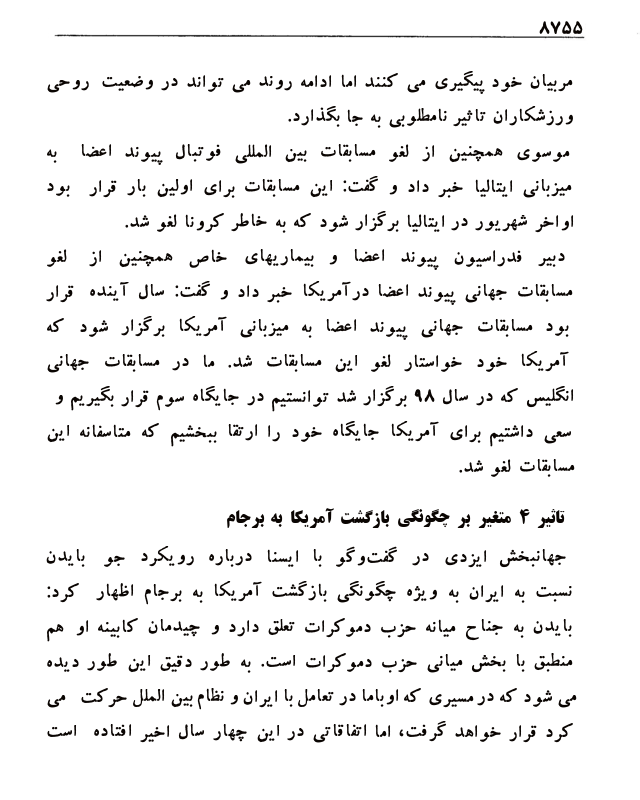 ۸۷۵۵
مربیان خود پیگیری می کنند اما ادامه روند می تواند در وضعیت روحی
ورزشکاران تاثیر نامطلوبی به جا بگذارد.
موسوی همچنین از لغو مسابقات بین المللی فوتبال پیوند اعضا به
میزبانی ایتالیا خبر داد و گفت: این مسابقات برای اولین بار قرار بود
اواخر شهریور در ایتالیا برگزار شود که به خاطر کرونا لغو شد.
دبیر فدراسیون پیوند اعضا و بیماریهای خاص همچنین از لغو
مسابقات جهانی پیوند اعضا درآمریکا خبر داد و گفت: سال آینده قرار
بود مسابقات جهانی پیوند اعضا به میزبانی آمریکا برگزار شود که
آمریکا خود خواستار لغو این مسابقات شد. ما در مسابقات جهانی
انگلیس که در سال ۹۸ برگزار شد توانستیم در جایگاه سوم قرار بگیریم و
سعی داشتیم برای آمریکا جایگاه خود را ارتقا ببخشیم که متاسفانه این
مسابقات لغو شد.
تاثیر ۴ متغیر بر چگونگی بازگشت آمریکا به برجام
جهانبخش ایزدی در گفت‌وگو با ایسنا درباره رویکرد جو بایدن
نسبت به ایران به ویژه چگونگی بازگشت آمریکا به برجام اظهار کرد:
بایدن به جناح میانه حزب دموکرات تعلق دارد و چیدمان کابینه او هم
منطبق با بخش میانی حزب دموکرات است. به طور دقیق این طور دیده
می شود که در مسیری که اوباما در تعامل با ایران و نظام بین الملل حرکت می
کرد قرار خواهد گرفت، اما اتفاقاتی در این چهار سال اخیر افتاده است